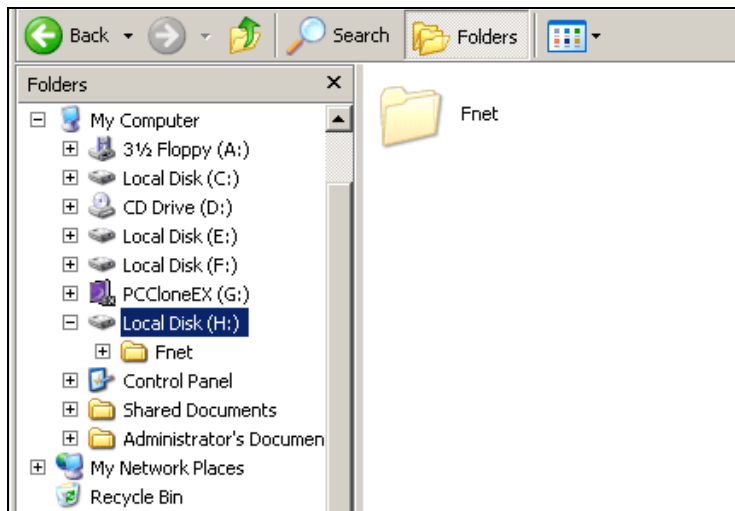 Back Search Folders
Folders
My Computer
3½ Floppy (A:)
Local Disk (C:)
CD Drive (D:)
Local Disk (E:)
Local Disk (F:)
PCCloneEX (G:)
Local Disk (H:)
Fnet
Control Panel
Shared Documents
Administrator's Documen
My Network Places
Recycle Bin
Fnet